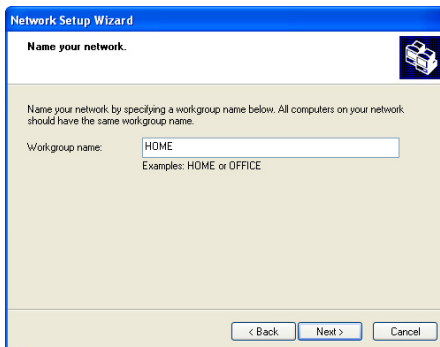 Network Setup Wizard
Name your network.
Name your network by specifying a workgroup name below. All computers on your network
should have the same workgroup name.
Workgroup name: HOME
Examples: HOME or OFFICE
< Back Next > Cancel